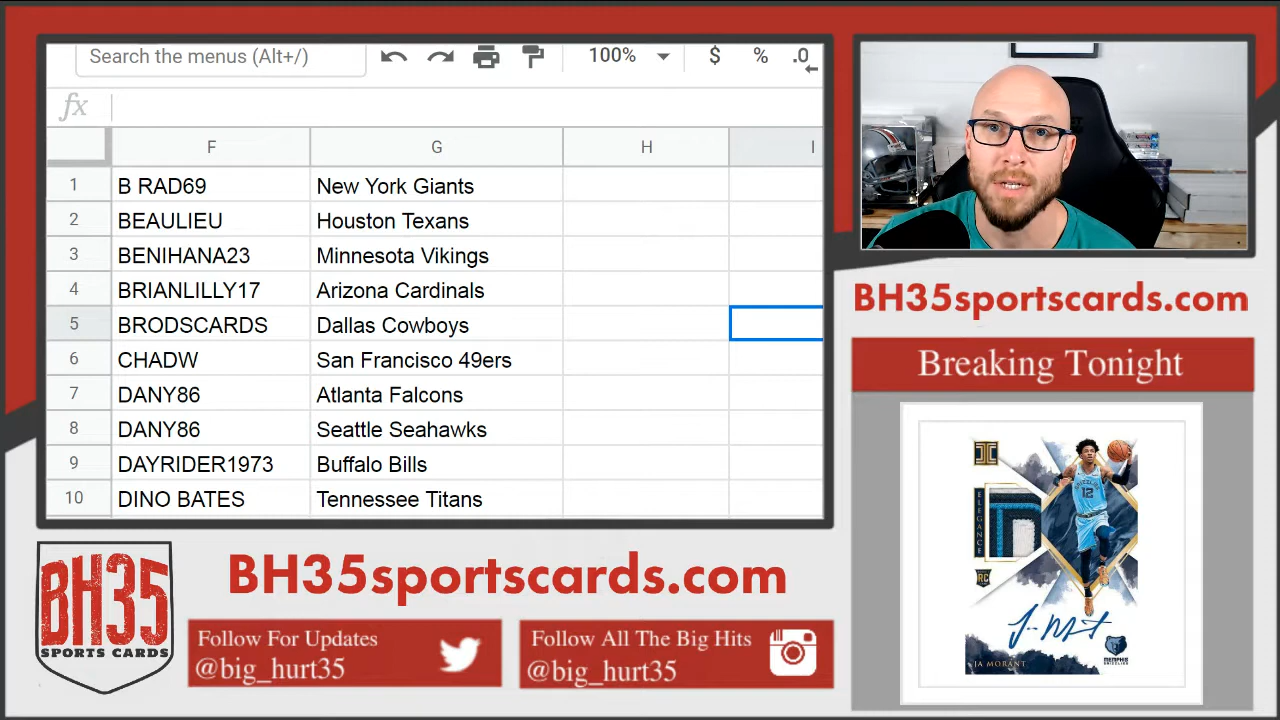 Search the menus (Alt+/)
100%
$
%
.0
fx
F
G
H
I
1
B RAD69
New York Giants
2
BEAULIEU
Houston Texans
3
BENIHANA23
Minnesota Vikings
4
BRIANLILLY17
Arizona Cardinals
5
BRODSCARDS
Dallas Cowboys
6
CHADW
San Francisco 49ers
7
DANY86
Atlanta Falcons
8
DANY86
Seattle Seahawks
9
DAYRIDER1973
Buffalo Bills
10
DINO BATES
Tennessee Titans
BH35sportscards.com
Breaking Tonight
ELEGANCE
12
RC
JA MORANT
MEMPHIS
GRIZZLIES
BH35
SPORTS CARDS
BH35sportscards.com
Follow For Updates
@big_hurt35
Follow All The Big Hits
@big_hurt35